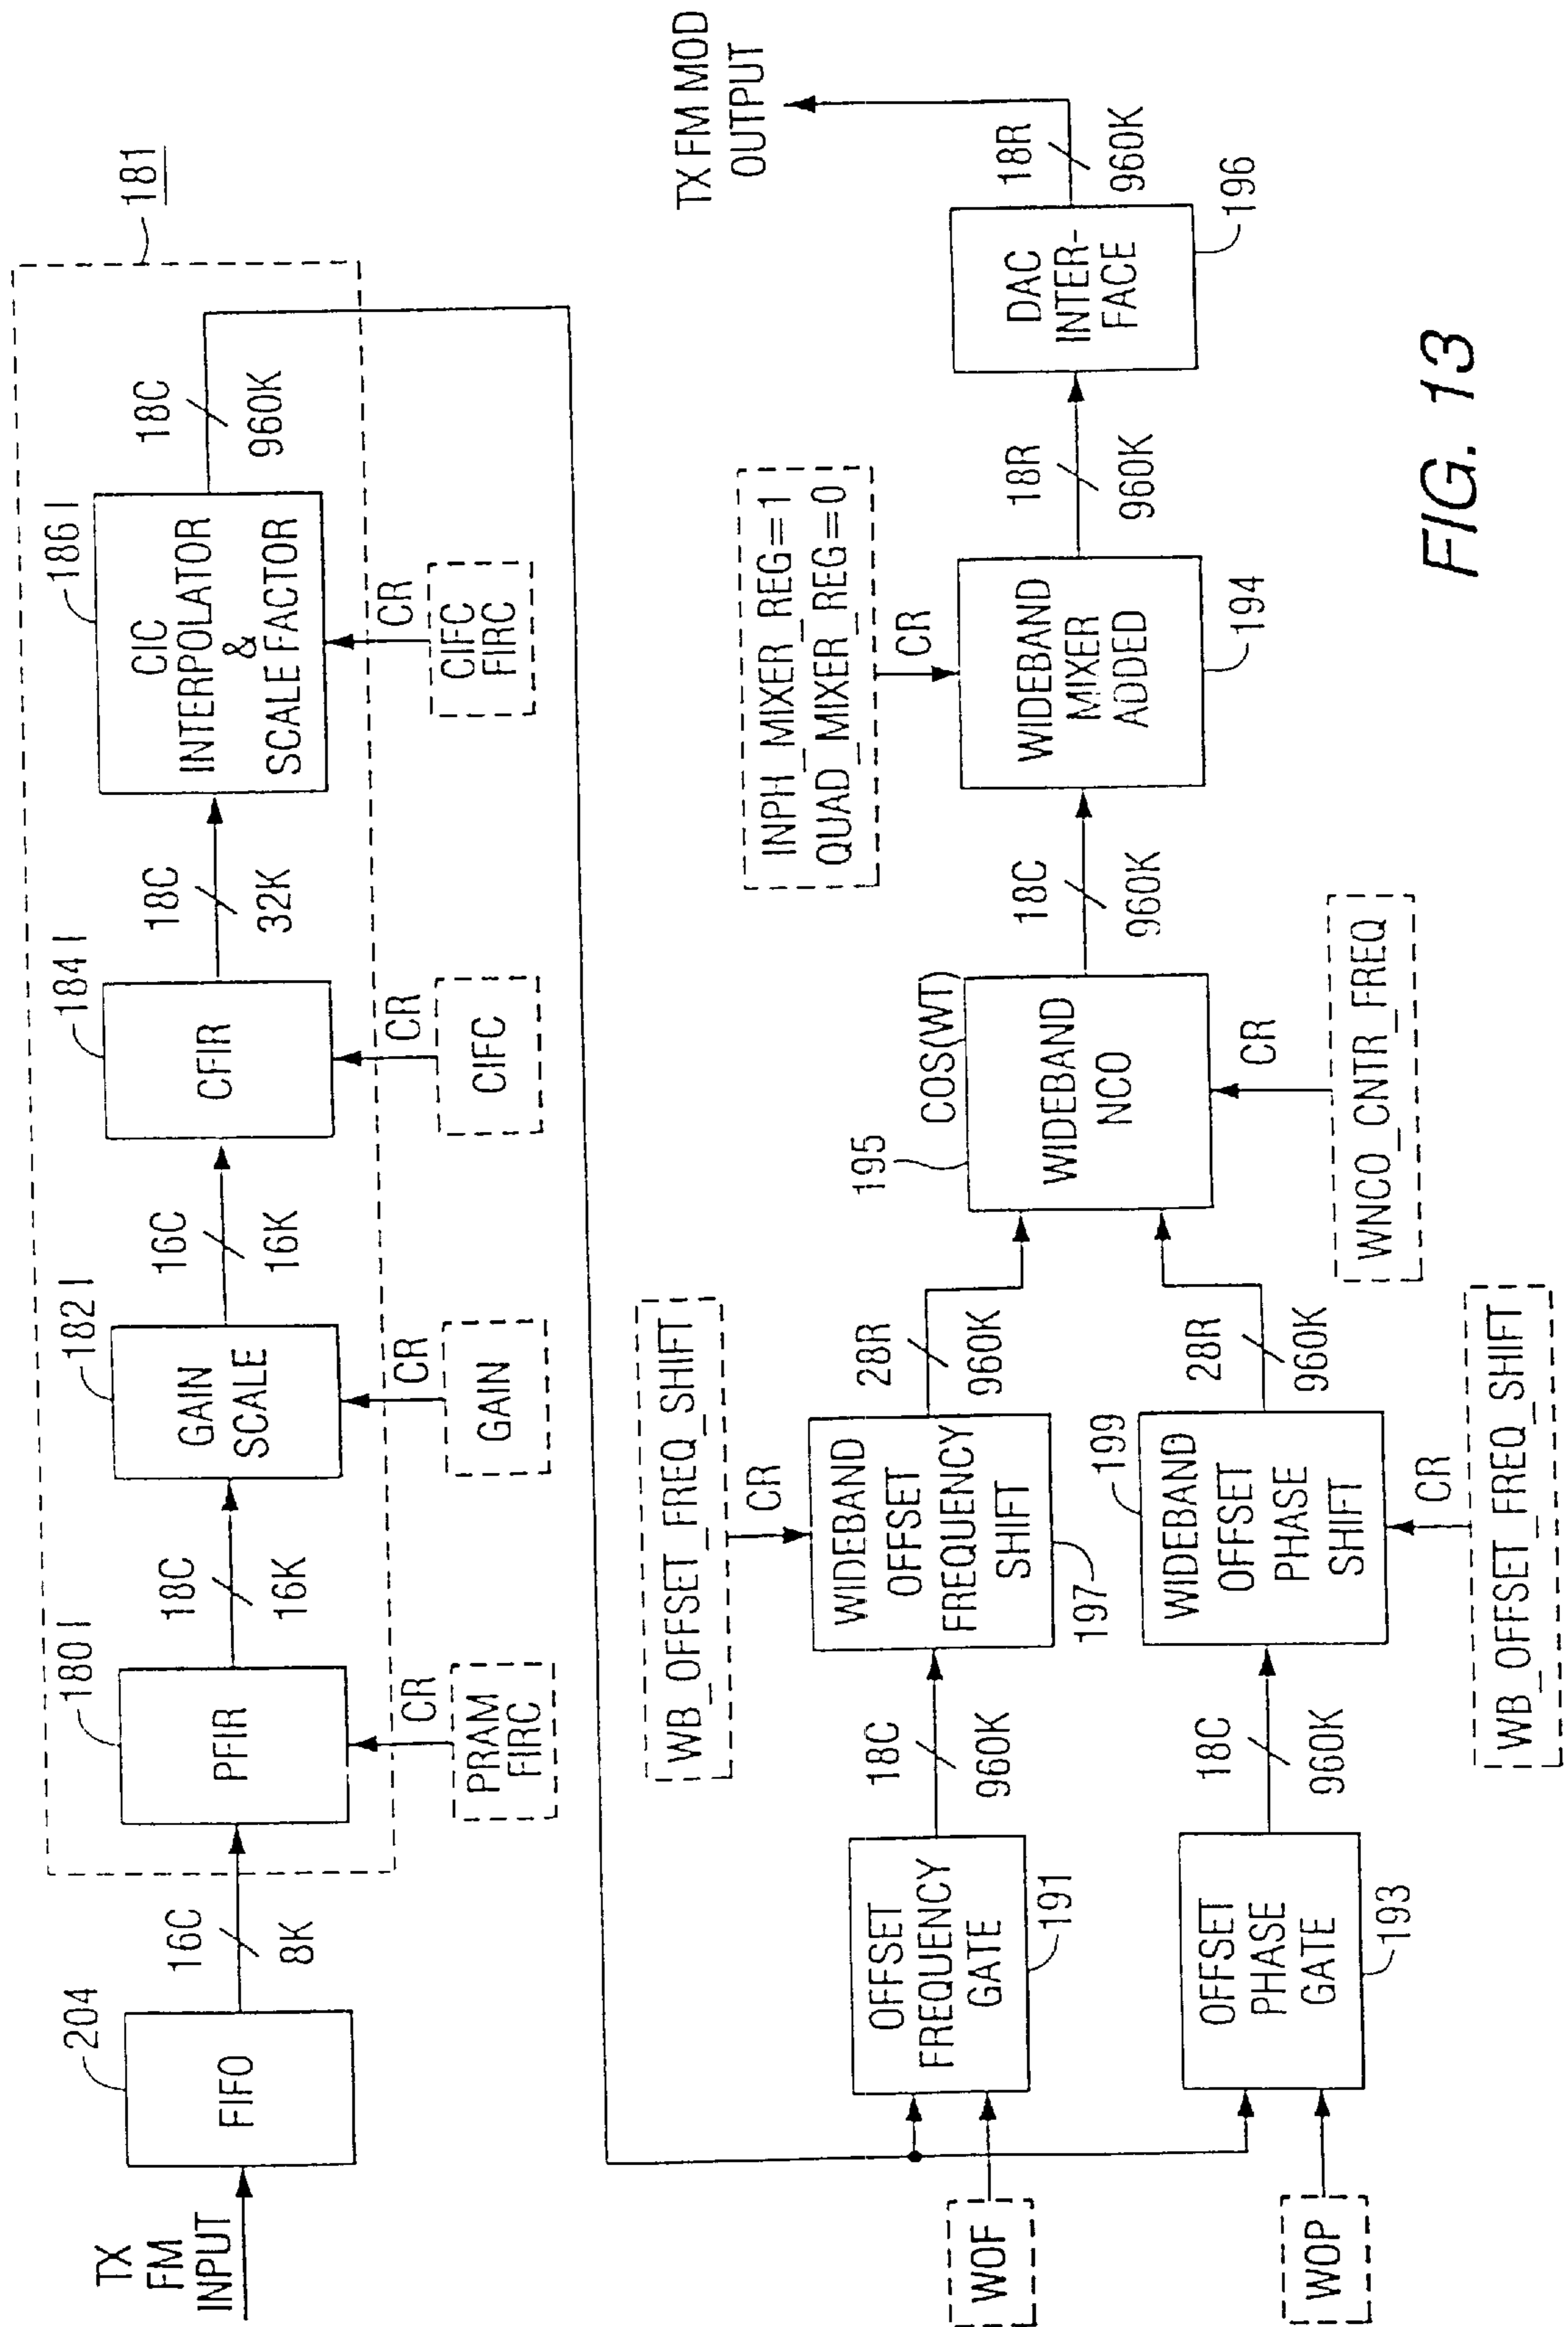 TX
FM
INPUT
204
FIFO
16C
8K
180 I
PFIR
CR
PRAM
FIRC
18C
16K
182 I
GAIN
SCALE
CR
GAIN
16C
16K
184 I
CFIR
CR
CIFC
18C
32K
186 I
CIC
INTERPOLATOR
&
SCALE FACTOR
CR
CIFC
FIRC
18C
960K
181
WOF
OFFSET
FREQUENCY
GATE
191
18C
960K
WB_OFFSET_FREQ_SHIFT
CR
WIDEBAND
OFFSET
FREQUENCY
SHIFT
197
28R
960K
WOP
OFFSET
PHASE
GATE
193
18C
960K
199
WIDEBAND
OFFSET
PHASE
SHIFT
CR
WB_OFFSET_FREQ_SHIFT
28R
960K
195
COS(WT)
WIDEBAND
NCO
CR
WNCO_CNTR_FREQ
18C
960K
INPH_MIXER_REG=1
QUAD_MIXER_REG=0
CR
WIDEBAND
MIXER
ADDED
194
18R
960K
DAC
INTER-
FACE
196
18R
960K
TX FM MOD
OUTPUT
FIG. 13